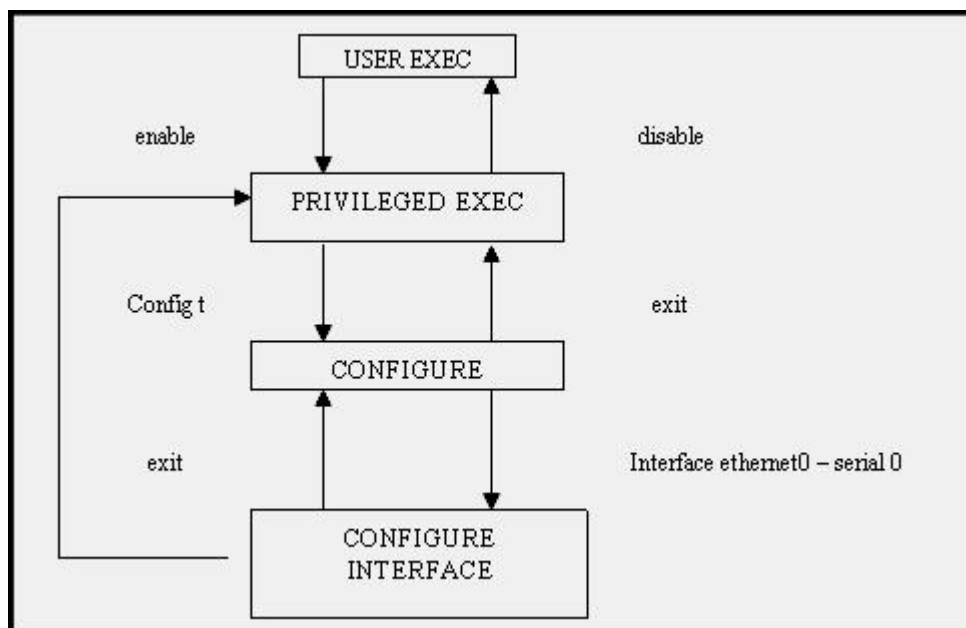 USER EXEC
enable
disable
PRIVILEGED EXEC
Config t
exit
CONFIGURE
exit
Interface ethernet0 – serial 0
CONFIGURE
INTERFACE